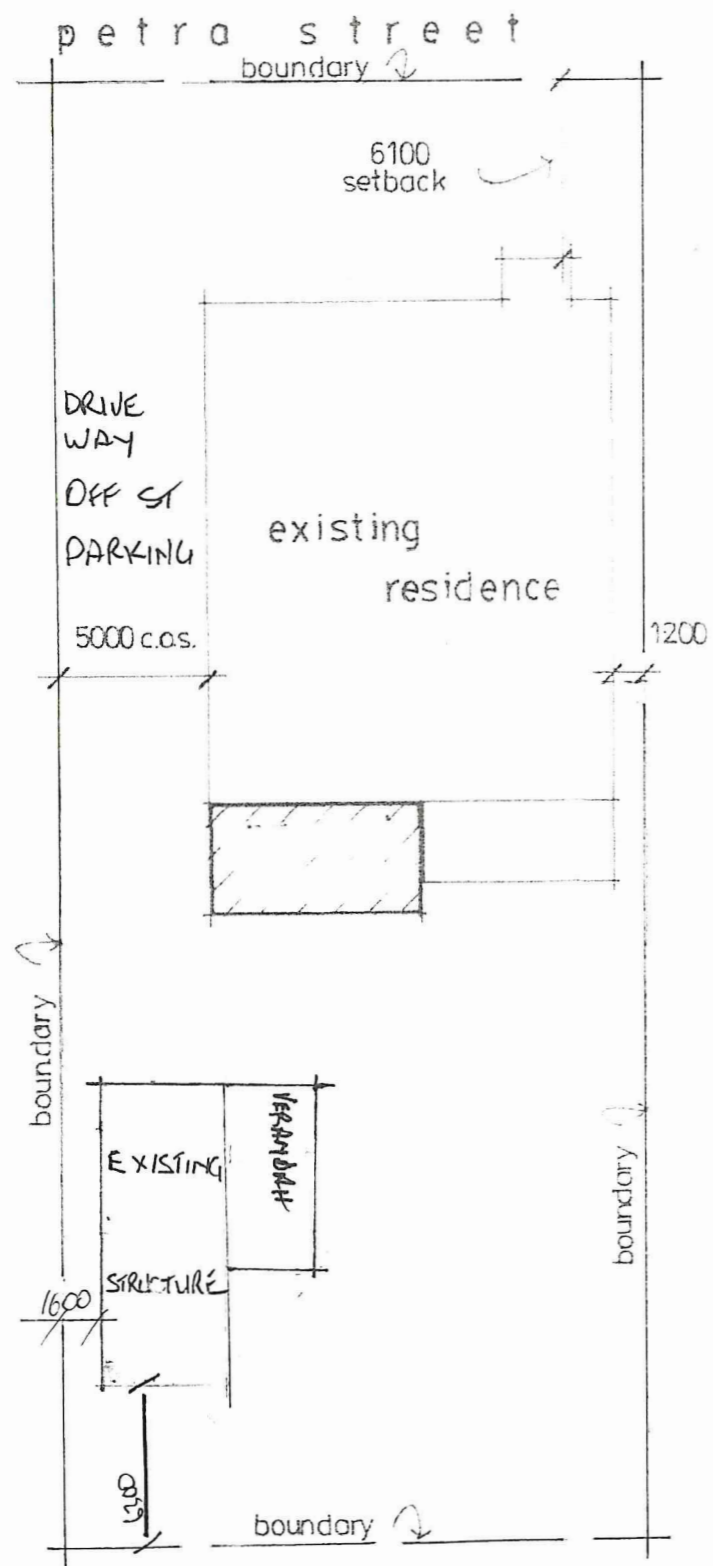 petra street
boundary
6100
setback
DRIVE
WAY
OFF ST
PARKING
existing
residence
5000 c.o.s.
1200
boundary
VERANDAH
EXISTING
boundary
STRUCTURE
1600
boundary